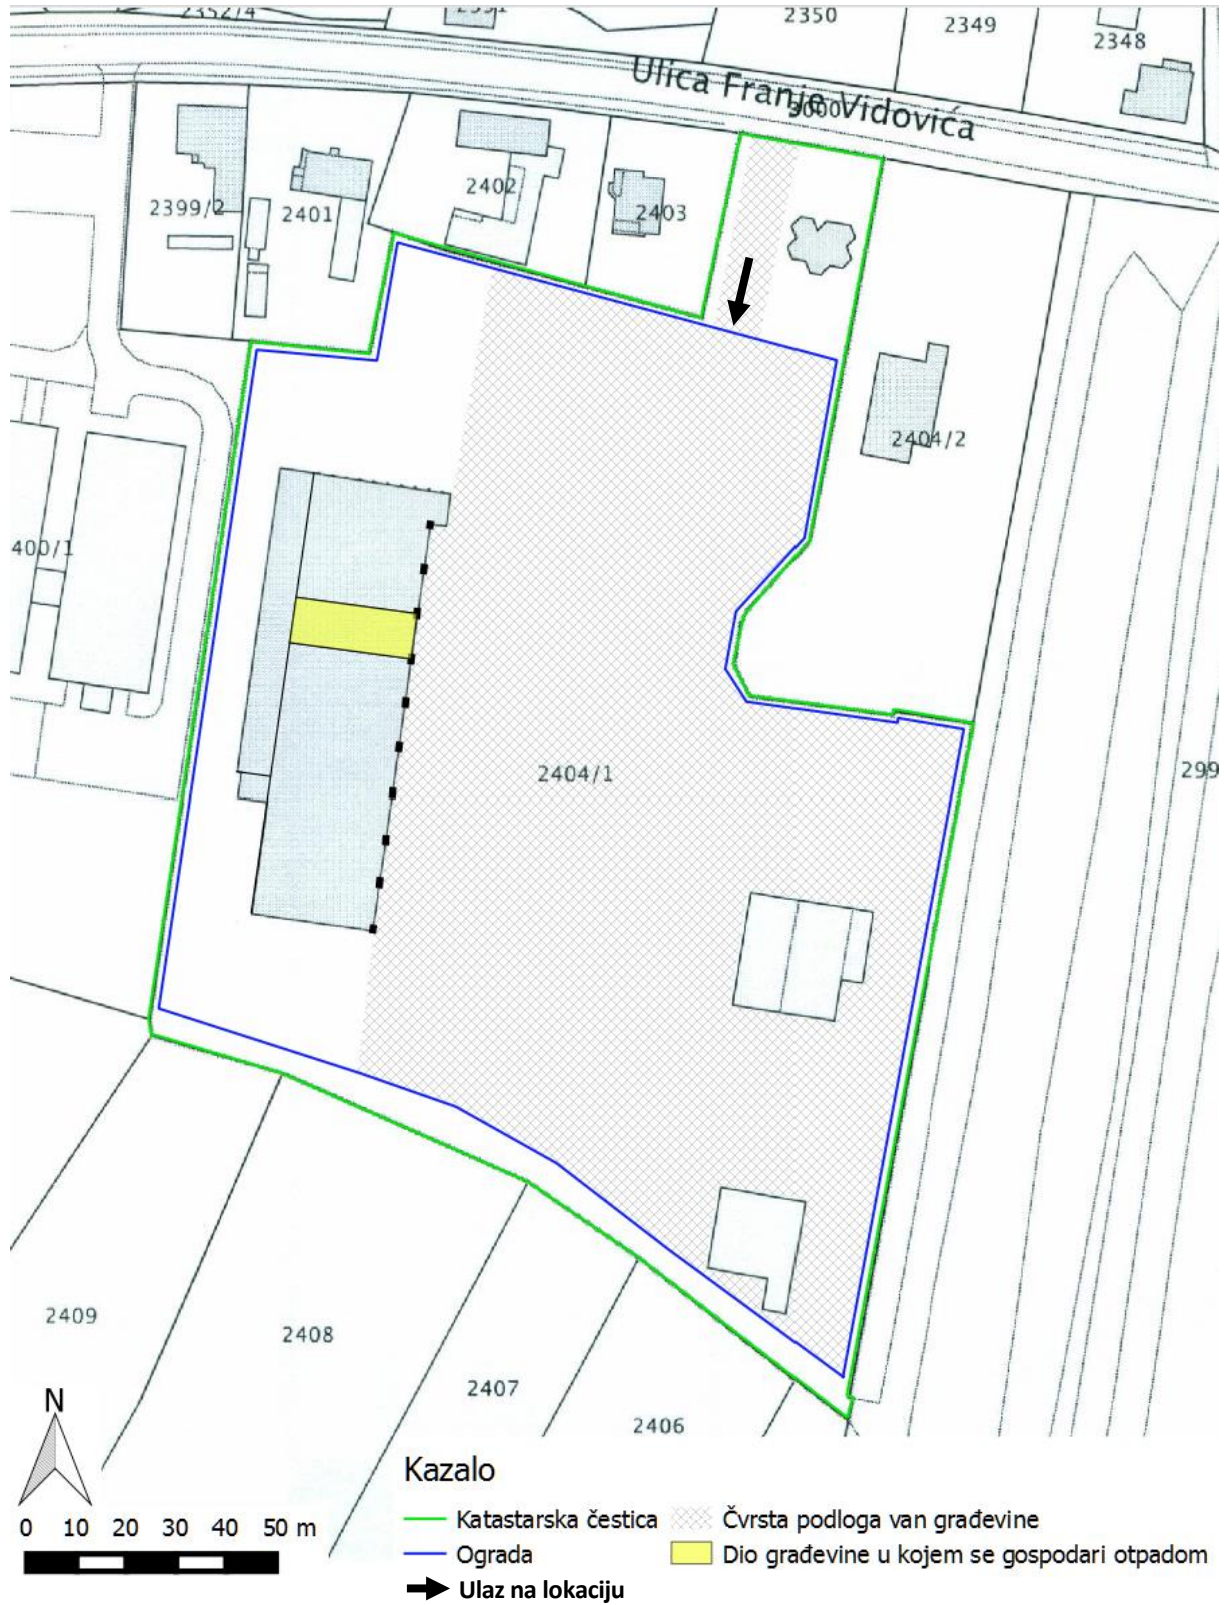 2352/4
2350
2349
2348
Ulica Franje Vidovića
2399/2
2401
2402
2403
2404/2
400/1
2404/1
299
2409
2408
2407
2406
N
0 10 20 30 40 50 m
Kazalo
Katastarska čestica
Čvrsta podloga van građevine
Ograda
Dio građevine u kojem se gospodari otpadom
Ulaz na lokaciju